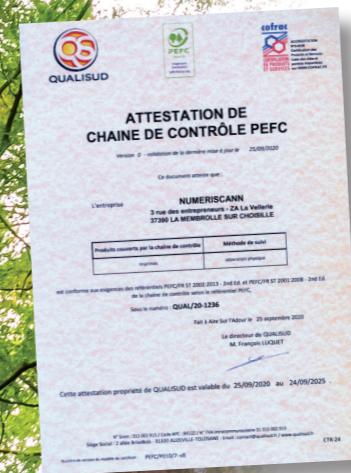 QS
QUALISUD
PEFC
cofrac
ATTESTATION DE
CHAINE DE CONTRÔLE PEFC
Version 0 - validation de la dernière mise à jour le 25/09/2020
Ce document atteste que :
L'entreprise
NUMERISCANN
3 rue des entrepreneurs - ZA La Vellerie
37390 LA MEMBROLLE SUR CHOISILLE
Produits couverts par la chaine de contrôle
Méthode de suivi
Imprimés
séparation physique
est conforme aux exigences des référentiels PEFC/FR ST 2002:2013 - 2nd Ed. et PEFC/FR ST 2001:2008 - 2nd Ed.
de la chaine de contrôle selon le référentiel PEFC,
Sous le numéro : QUAL/20-1236
Fait à Aire Sur l'Adour le 25 septembre 2020
Le directeur de QUALISUD
M. François LUQUET
Cette attestation propriété de QUALISUD est valable du 25/09/2020 au 24/09/2025 .
CTR-24